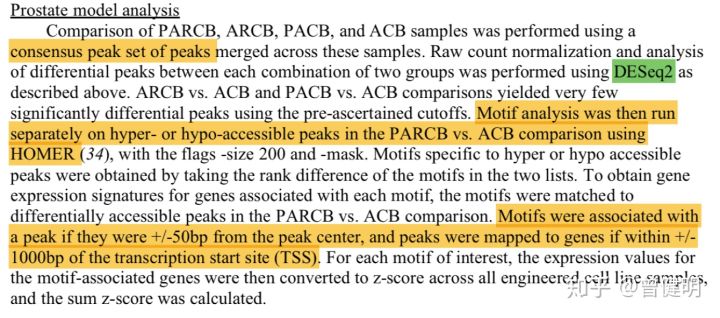 Prostate model analysis
Comparison of PARCB, ARCB, PACB, and ACB samples was performed using a
consensus peak set of peaks merged across these samples. Raw count normalization and analysis
of differential peaks between each combination of two groups was performed using DESeq2 as
described above. ARCB vs. ACB and PACB vs. ACB comparisons yielded very few
significantly differential peaks using the pre-ascertained cutoffs. Motif analysis was then run
separately on hyper- or hypo-accessible peaks in the PARCB vs. ACB comparison using
HOMER (34), with the flags -size 200 and -mask. Motifs specific to hyper or hypo accessible
peaks were obtained by taking the rank difference of the motifs in the two lists. To obtain gene
expression signatures for genes associated with each motif, the motifs were matched to
differentially accessible peaks in the PARCB vs. ACB comparison. Motifs were associated with
a peak if they were +/-50bp from the peak center, and peaks were mapped to genes if within +/-
1000bp of the transcription start site (TSS). For each motif of interest, the expression values for
the motif-associated genes were then converted to z-score across all engineered cell line samples,
and the sum z-score was calculated.
知乎 @曾健明